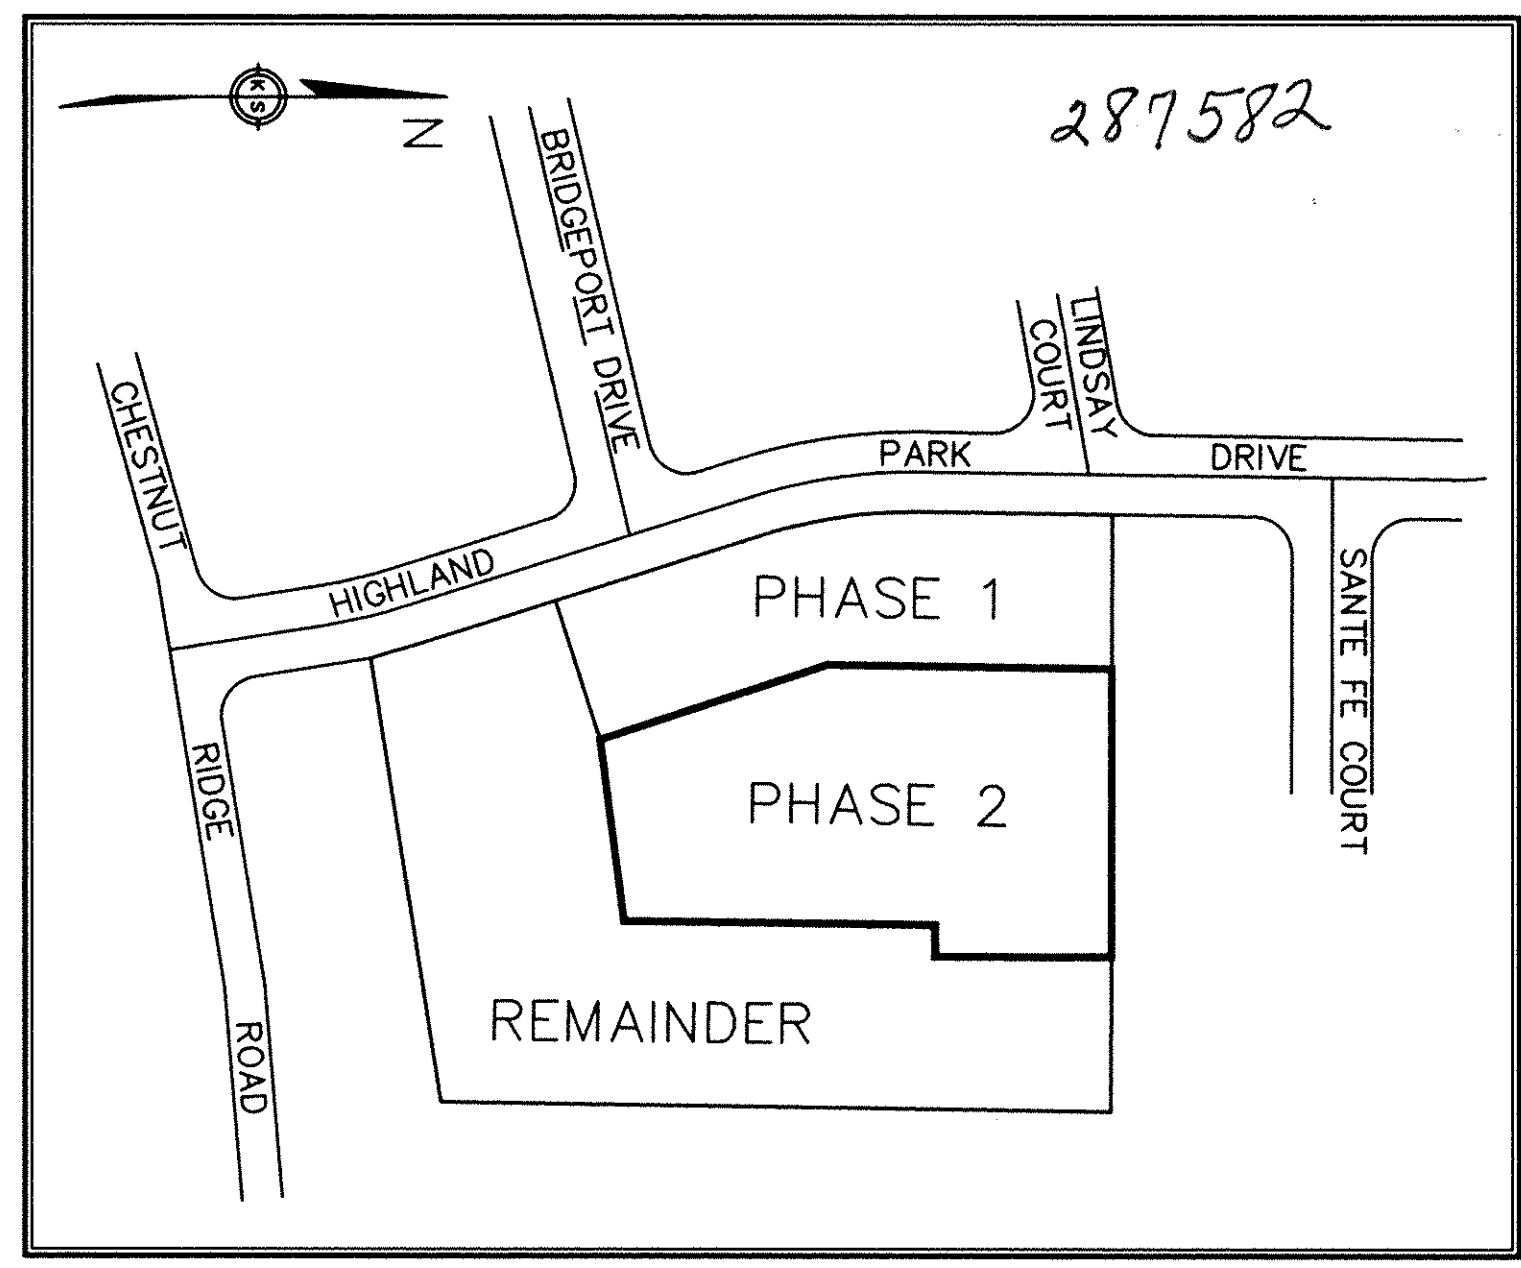 287582
K S
N
BRIDGEPORT DRIVE
LINDSAY
COURT
CHESTNUT
PARK
DRIVE
HIGHLAND
SANTE FE COURT
PHASE 1
RIDGE
PHASE 2
REMAINDER
ROAD